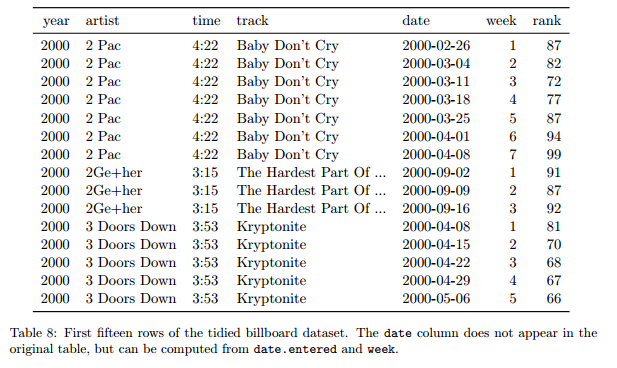 year artist time track date week rank
2000 2 Pac 4:22 Baby Don't Cry 2000-02-26 1 87
2000 2 Pac 4:22 Baby Don't Cry 2000-03-04 2 82
2000 2 Pac 4:22 Baby Don't Cry 2000-03-11 3 72
2000 2 Pac 4:22 Baby Don't Cry 2000-03-18 4 77
2000 2 Pac 4:22 Baby Don't Cry 2000-03-25 5 87
2000 2 Pac 4:22 Baby Don't Cry 2000-04-01 6 94
2000 2 Pac 4:22 Baby Don't Cry 2000-04-08 7 99
2000 2Ge+her 3:15 The Hardest Part Of ... 2000-09-02 1 91
2000 2Ge+her 3:15 The Hardest Part Of ... 2000-09-09 2 87
2000 2Ge+her 3:15 The Hardest Part Of ... 2000-09-16 3 92
2000 3 Doors Down 3:53 Kryptonite 2000-04-08 1 81
2000 3 Doors Down 3:53 Kryptonite 2000-04-15 2 70
2000 3 Doors Down 3:53 Kryptonite 2000-04-22 3 68
2000 3 Doors Down 3:53 Kryptonite 2000-04-29 4 67
2000 3 Doors Down 3:53 Kryptonite 2000-05-06 5 66
Table 8: First fifteen rows of the tidied billboard dataset. The date column does not appear in the
original table, but can be computed from date.entered and week.